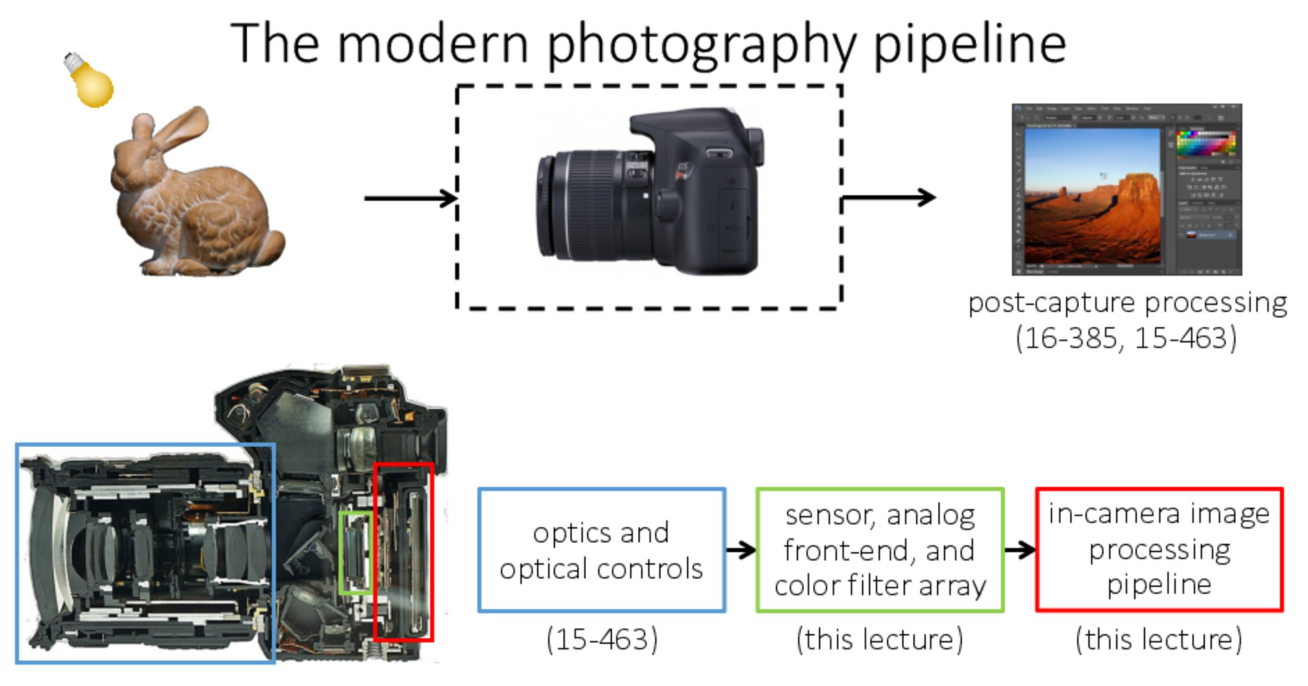 The modern photography pipeline
post-capture processing
(16-385, 15-463)
optics and
optical controls
(15-463)
sensor, analog
front-end, and
color filter array
(this lecture)
in-camera image
processing
pipeline
(this lecture)